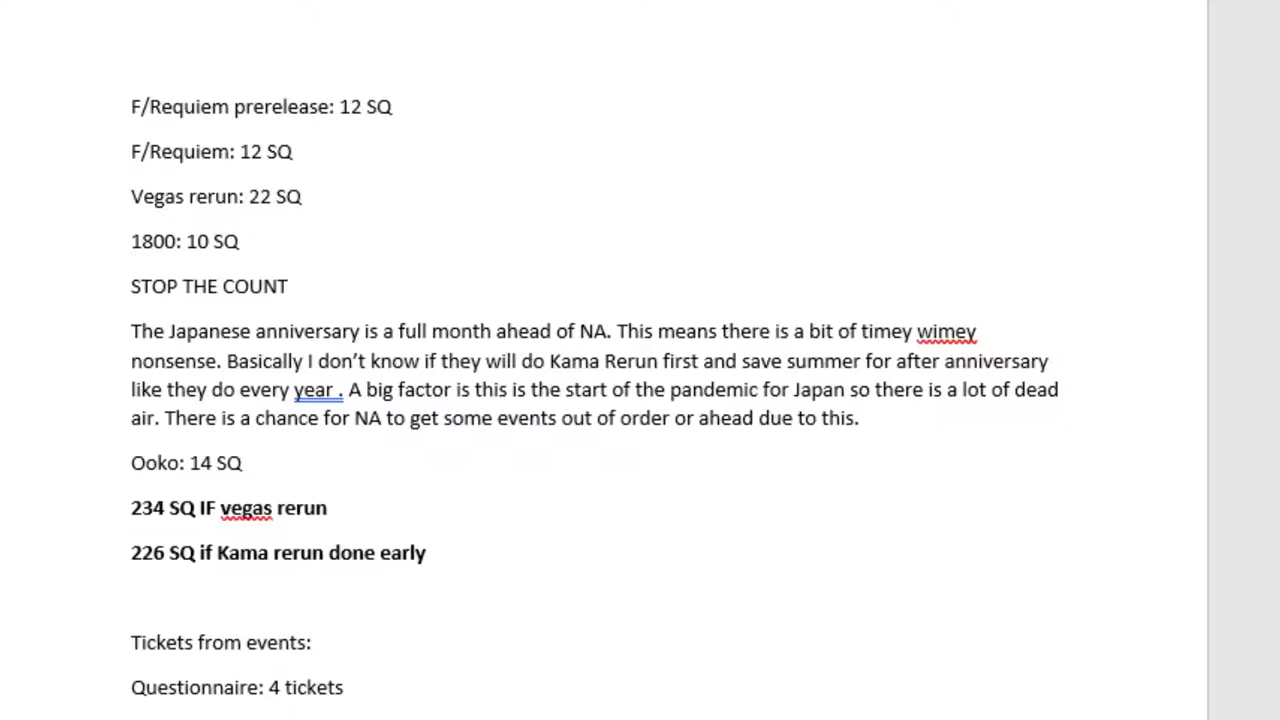 F/Requiem prerelease: 12 SQ
F/Requiem: 12 SQ
Vegas rerun: 22 SQ
1800: 10 SQ
STOP THE COUNT
The Japanese anniversary is a full month ahead of NA. This means there is a bit of timey wimey
nonsense. Basically I don’t know if they will do Kama Rerun first and save summer for after anniversary
like they do every year . A big factor is this is the start of the pandemic for Japan so there is a lot of dead
air. There is a chance for NA to get some events out of order or ahead due to this.
Ooko: 14 SQ
234 SQ IF vegas rerun
226 SQ if Kama rerun done early
Tickets from events:
Questionnaire: 4 tickets